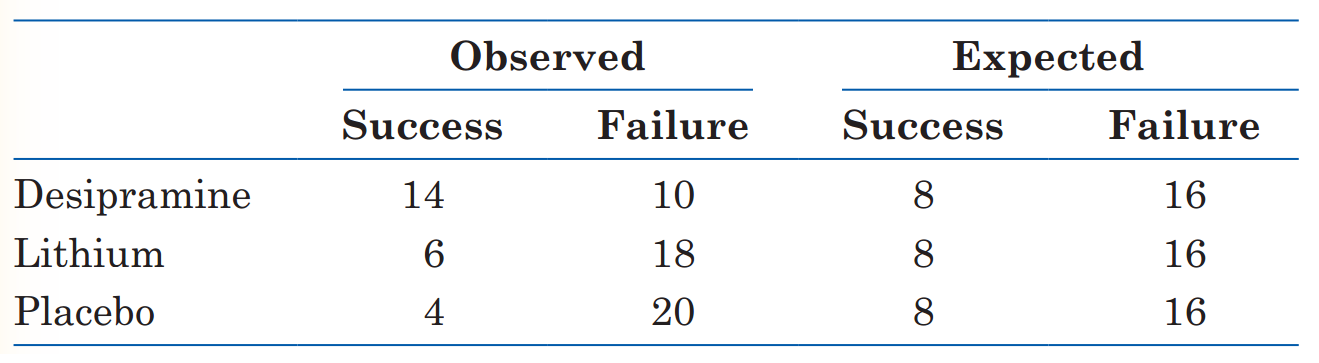 Observed Expected
Success Failure Success Failure
Desipramine 14 10 8 16
Lithium 6 18 8 16
Placebo 4 20 8 16